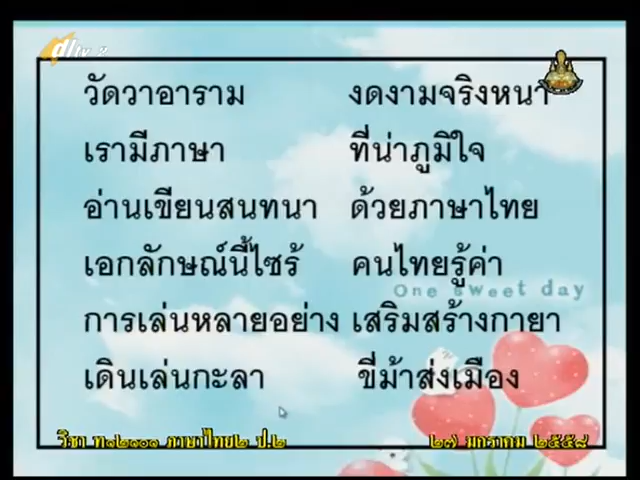 dltv 2
วัดวาอาราม งดงามจริงหนา
เรามีภาษา ที่น่าภูมิใจ
อ่านเขียนสนทนา ด้วยภาษาไทย
เอกลักษณ์นี้ไซร้ คนไทยรู้ค่า
One sweet day
การเล่นหลายอย่าง เสริมสร้างกายา
เดินเล่นกะลา ขี่ม้าส่งเมือง
วิชา ท๑๒๑๐๑ ภาษาไทย๒ ป.๒ ๒๗ มกราคม ๒๕๕๘